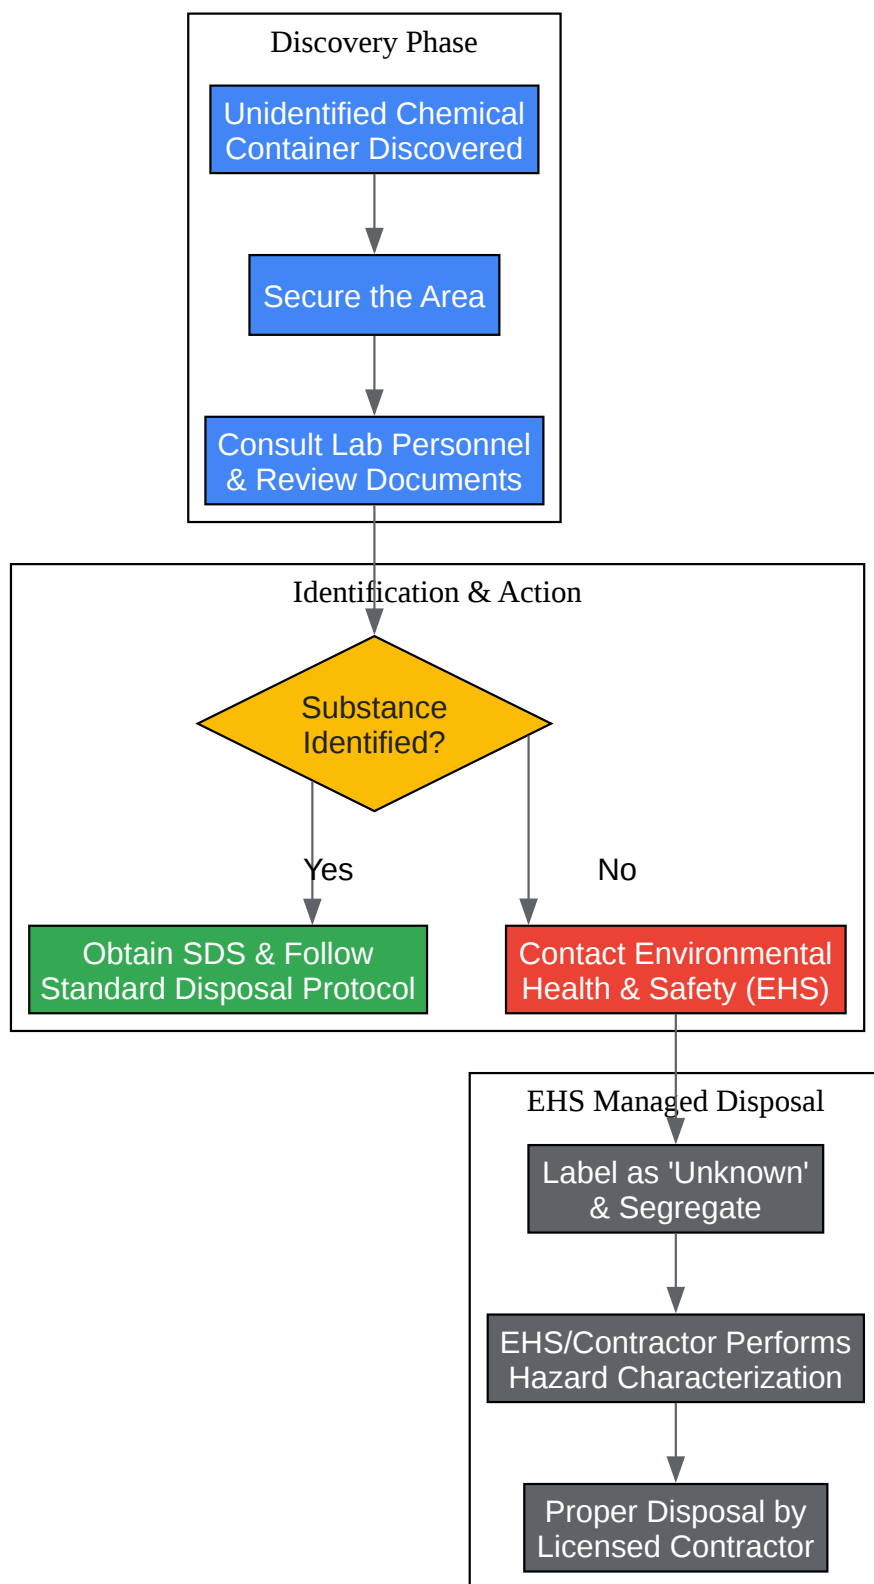 Discovery Phase
Unidentified Chemical
Container Discovered
Secure the Area
Consult Lab Personnel
& Review Documents
Identification & Action
Substance
Identified?
Yes
No
Obtain SDS & Follow
Standard Disposal Protocol
Contact Environmental
Health & Safety (EHS)
EHS Managed Disposal
Label as 'Unknown'
& Segregate
EHS/Contractor Performs
Hazard Characterization
Proper Disposal by
Licensed Contractor